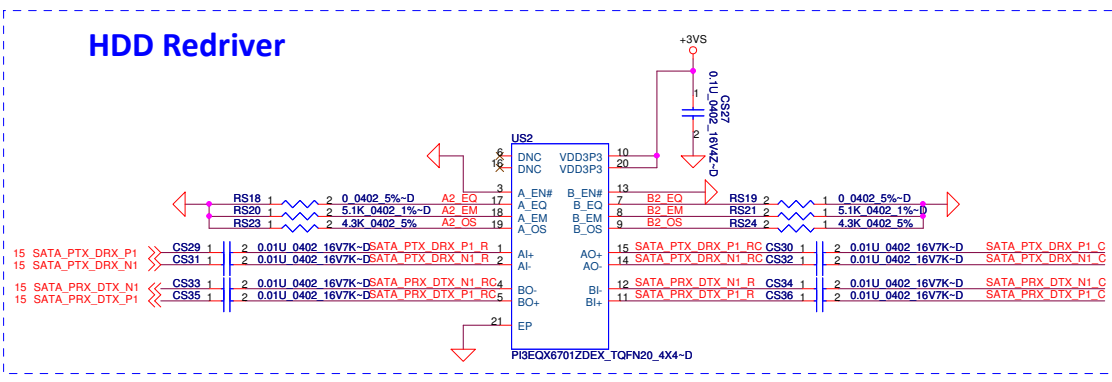 HDD Redriver
+3VS
1 CS27 0.1U_0402_16V4Z~D
2
US2
6 DNC VDD3P3 10
16 DNC VDD3P3 20
3 A_EN# B_EN# 13
RS18 1 2 0_0402_5%~D A2_EQ 17 A_EQ B_EQ 7 B2_EQ RS19 2 1 0_0402_5%~D
RS20 1 2 5.1K_0402_1%~D A2_EM 18 A_EM B_EM 8 B2_EM RS21 2 1 5.1K_0402_1%~D
RS23 1 2 4.3K_0402_5% A2_OS 19 A_OS B_OS 9 B2_OS RS24 2 1 4.3K_0402_5%
15 SATA_PTX_DRX_P1 CS29 1 2 0.01U_0402_16V7K~D SATA_PTX_DRX_P1_R 1 AI+ AO+ 15 SATA_PTX_DRX_P1_RC CS30 1 2 0.01U_0402_16V7K~D SATA_PTX_DRX_P1_C
15 SATA_PTX_DRX_N1 CS31 1 2 0.01U_0402_16V7K~D SATA_PTX_DRX_N1_R 2 AI- AO- 14 SATA_PTX_DRX_N1_RC CS32 1 2 0.01U_0402_16V7K~D SATA_PTX_DRX_N1_C
15 SATA_PRX_DTX_N1 CS33 1 2 0.01U_0402_16V7K~D SATA_PRX_DTX_N1_RC 4 BO- BI- 12 SATA_PRX_DTX_N1_R CS34 1 2 0.01U_0402_16V7K~D SATA_PRX_DTX_N1_C
15 SATA_PRX_DTX_P1 CS35 1 2 0.01U_0402_16V7K~D SATA_PRX_DTX_P1_RC 5 BO+ BI+ 11 SATA_PRX_DTX_P1_R CS36 1 2 0.01U_0402_16V7K~D SATA_PRX_DTX_P1_C
21 EP
PI3EQX6701ZDEX_TQFN20_4X4~D